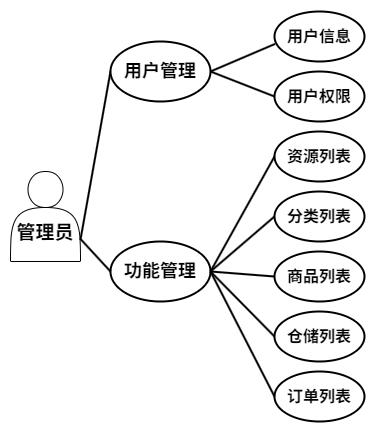 用户信息
用户管理
用户权限
资源列表
分类列表
管理员
功能管理
商品列表
仓储列表
订单列表